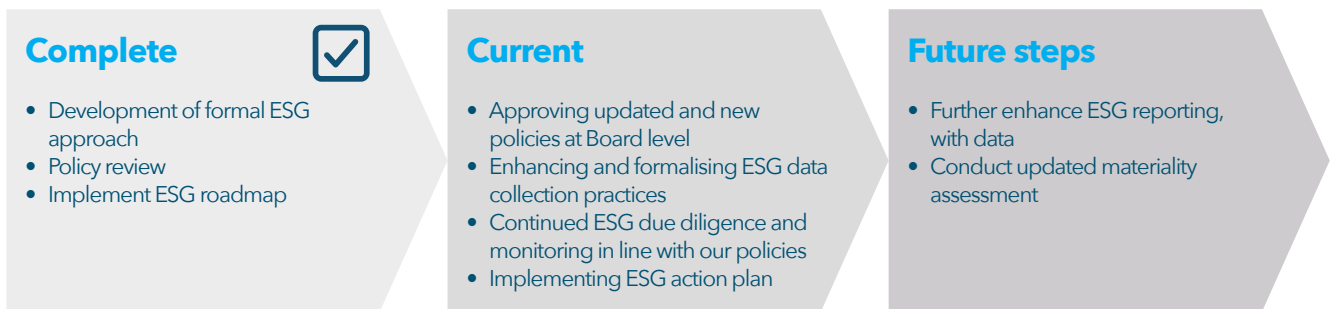 Complete
• Development of formal ESG
approach
• Policy review
• Implement ESG roadmap
Current
• Approving updated and new
policies at Board level
• Enhancing and formalising ESG data
collection practices
• Continued ESG due diligence and
monitoring in line with our policies
• Implementing ESG action plan
Future steps
• Further enhance ESG reporting,
with data
• Conduct updated materiality
assessment